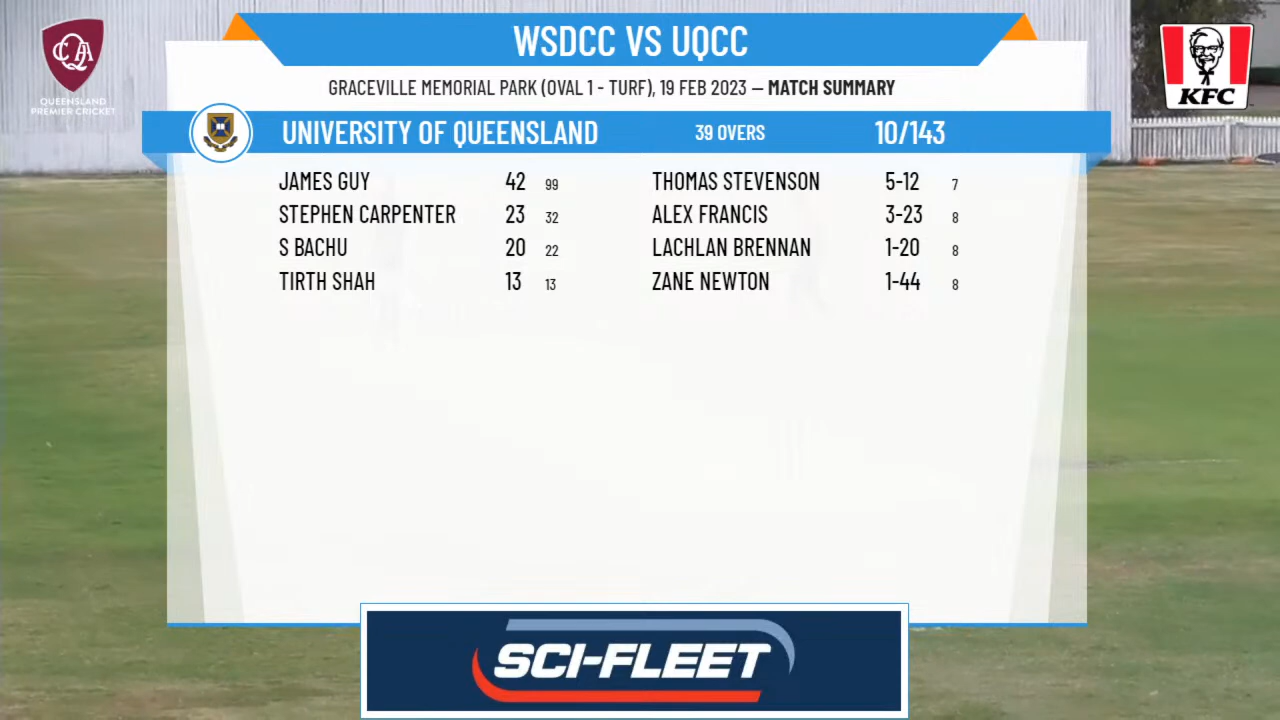 WSDCC VS UQCC
GRACEVILLE MEMORIAL PARK (OVAL 1 - TURF), 19 FEB 2023 — MATCH SUMMARY
QUEENSLAND
PREMIER CRICKET
KFC
UNIVERSITY OF QUEENSLAND 39 OVERS 10/143
JAMES GUY 42 99 THOMAS STEVENSON 5-12 7
STEPHEN CARPENTER 23 32 ALEX FRANCIS 3-23 8
S BACHU 20 22 LACHLAN BRENNAN 1-20 8
TIRTH SHAH 13 13 ZANE NEWTON 1-44 8
SCI-FLEET